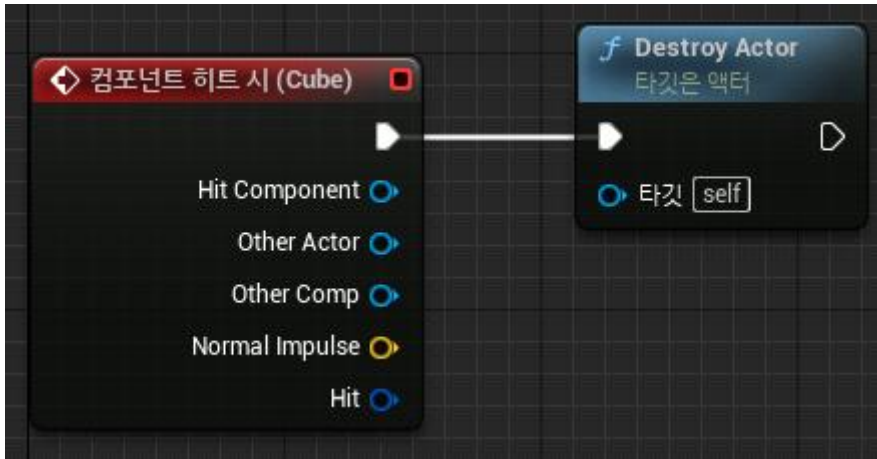 컴포넌트 히트 시 (Cube)
Hit Component
Other Actor
Other Comp
Normal Impulse
Hit
f Destroy Actor
타깃은 액터
타깃 self